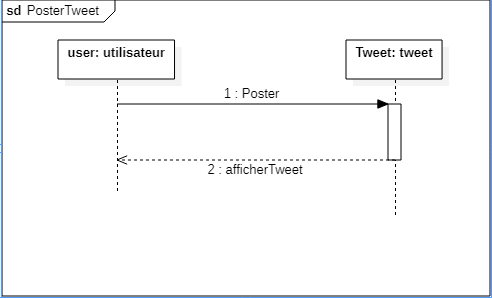 sd PosterTweet
user: utilisateur
Tweet: tweet
1 : Poster
2 : afficherTweet